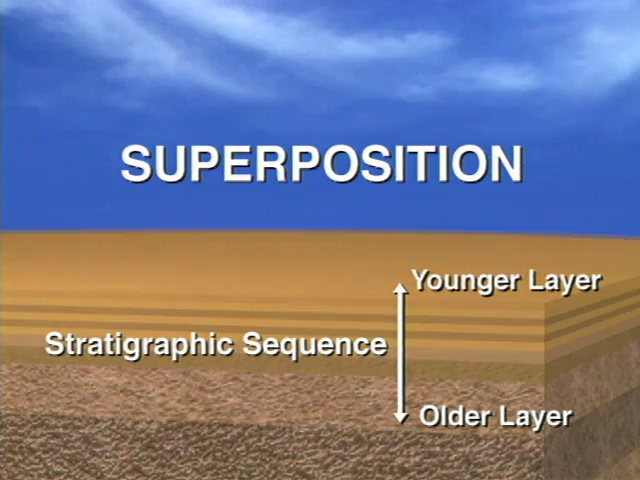 SUPERPOSITION
Younger Layer
Stratigraphic Sequence
Older Layer